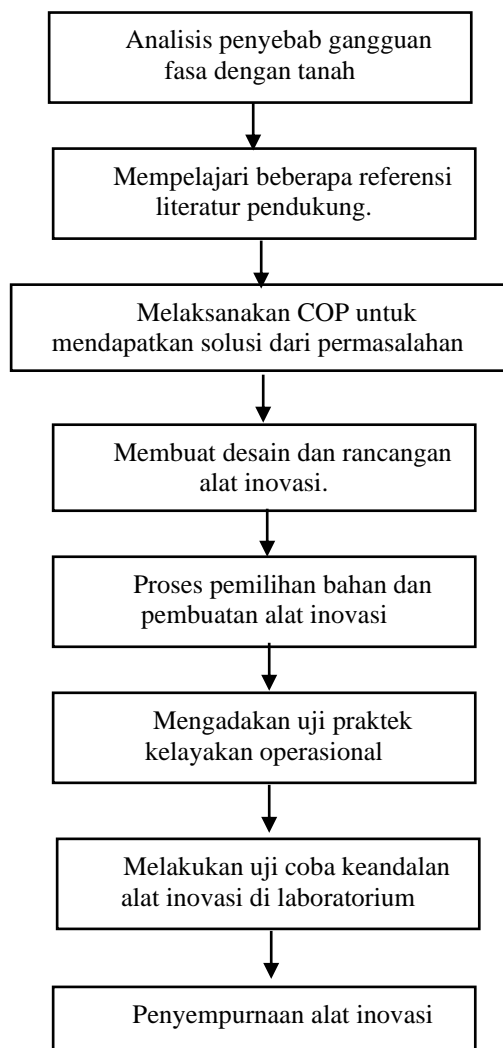 Analisis penyebab gangguan
fasa dengan tanah
Mempelajari beberapa referensi
literatur pendukung.
Melaksanakan COP untuk
mendapatkan solusi dari permasalahan
Membuat desain dan rancangan
alat inovasi.
Proses pemilihan bahan dan
pembuatan alat inovasi
Mengadakan uji praktek
kelayakan operasional
Melakukan uji coba keandalan
alat inovasi di laboratorium
Penyempurnaan alat inovasi